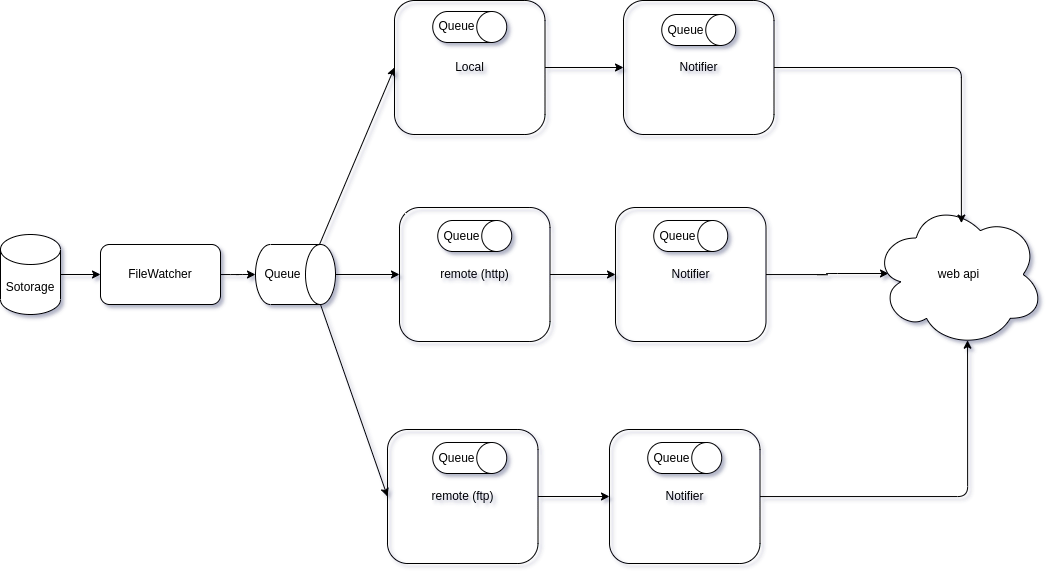 Queue
Local
Queue
Notifier
Sotorage
FileWatcher
Queue
Queue
remote (http)
Queue
Notifier
web api
Queue
remote (ftp)
Queue
Notifier